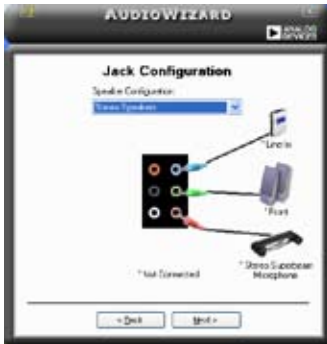 AUDIOWIZARD
ANALOG
DEVICES
Jack Configuration
Speaker Configuration:
Stereo Speakers
*Line In
*Front
*Stereo Superbeam
Microphone
*Not Connected
< Back
Next >